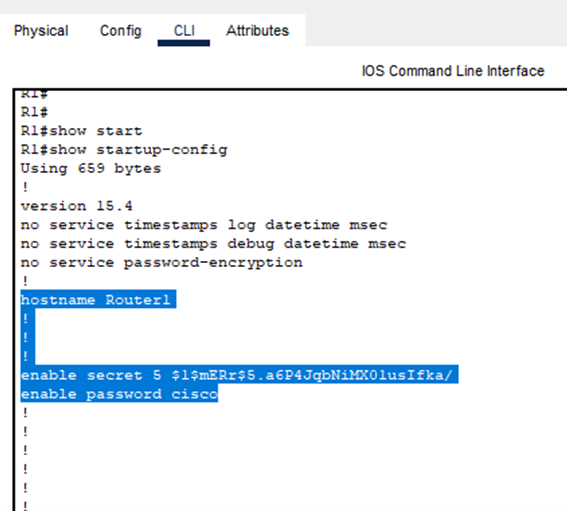 Physical Config CLI Attributes
IOS Command Line Interface
R1#
R1#
R1#show start
R1#show startup-config
Using 659 bytes
!
version 15.4
no service timestamps log datetime msec
no service timestamps debug datetime msec
no service password-encryption
!
hostname Router1
!
!
!
enable secret 5 $1$mERr$5.a6P4JqbNiMX01usIfka/
enable password cisco
!
!
!
!
!
!